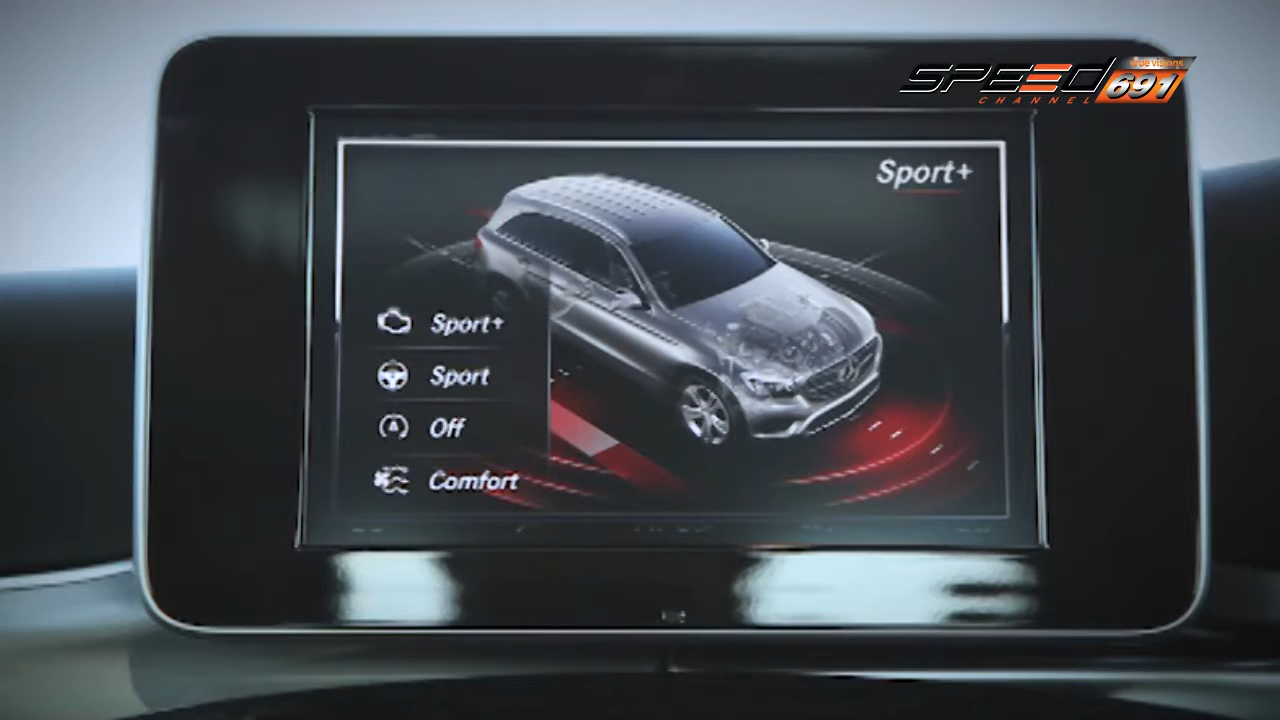 SPEED
true visions
691
CHANNEL
Sport+
Sport+
Sport
A
Off
Comfort